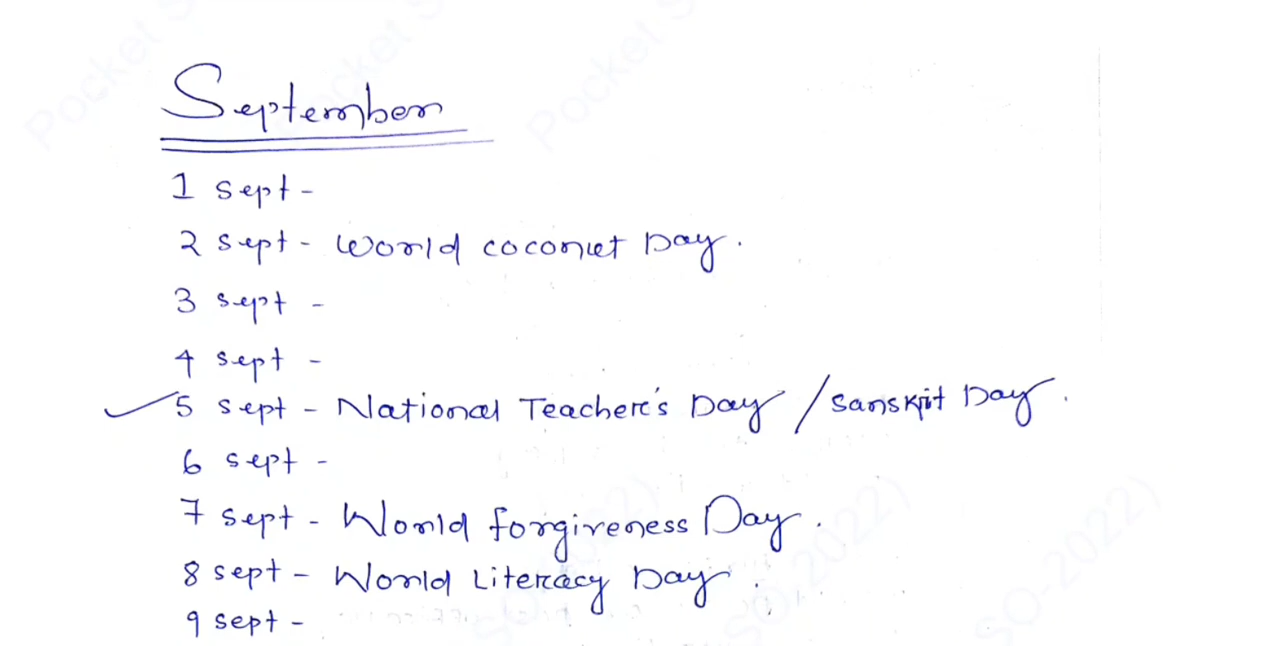 September
1 sept -
2 sept - World coconut Day.
3 sept -
4 sept -
5 sept - National Teacher's Day / Sanskrit Day.
6 sept -
7 sept - World forgiveness Day.
8 sept - World Literacy Day.
9 sept -